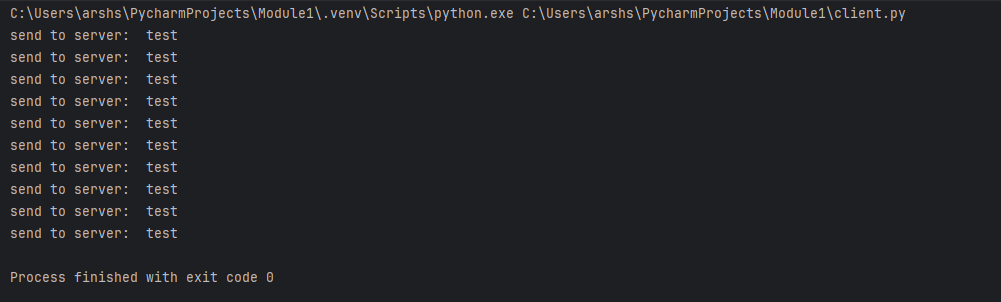 C:\Users\arshs\PycharmProjects\Module1\.venv\Scripts\python.exe C:\Users\arshs\PycharmProjects\Module1\client.py
send to server:  test
send to server:  test
send to server:  test
send to server:  test
send to server:  test
send to server:  test
send to server:  test
send to server:  test
send to server:  test
send to server:  test
Process finished with exit code 0